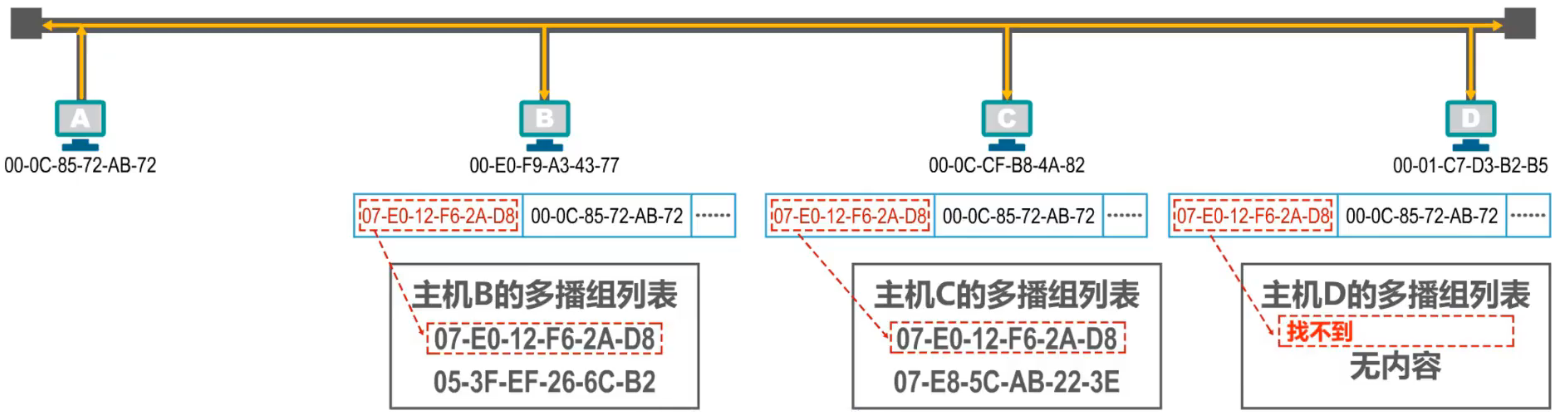 A
B
C
D
00-0C-85-72-AB-72
00-E0-F9-A3-43-77
00-0C-CF-B8-4A-82
00-01-C7-D3-B2-B5
07-E0-12-F6-2A-D8 00-0C-85-72-AB-72 ······
07-E0-12-F6-2A-D8 00-0C-85-72-AB-72 ······
07-E0-12-F6-2A-D8 00-0C-85-72-AB-72 ······
主机B的多播组列表
07-E0-12-F6-2A-D8
05-3F-EF-26-6C-B2
主机C的多播组列表
07-E0-12-F6-2A-D8
07-E8-5C-AB-22-3E
主机D的多播组列表
找不到
无内容